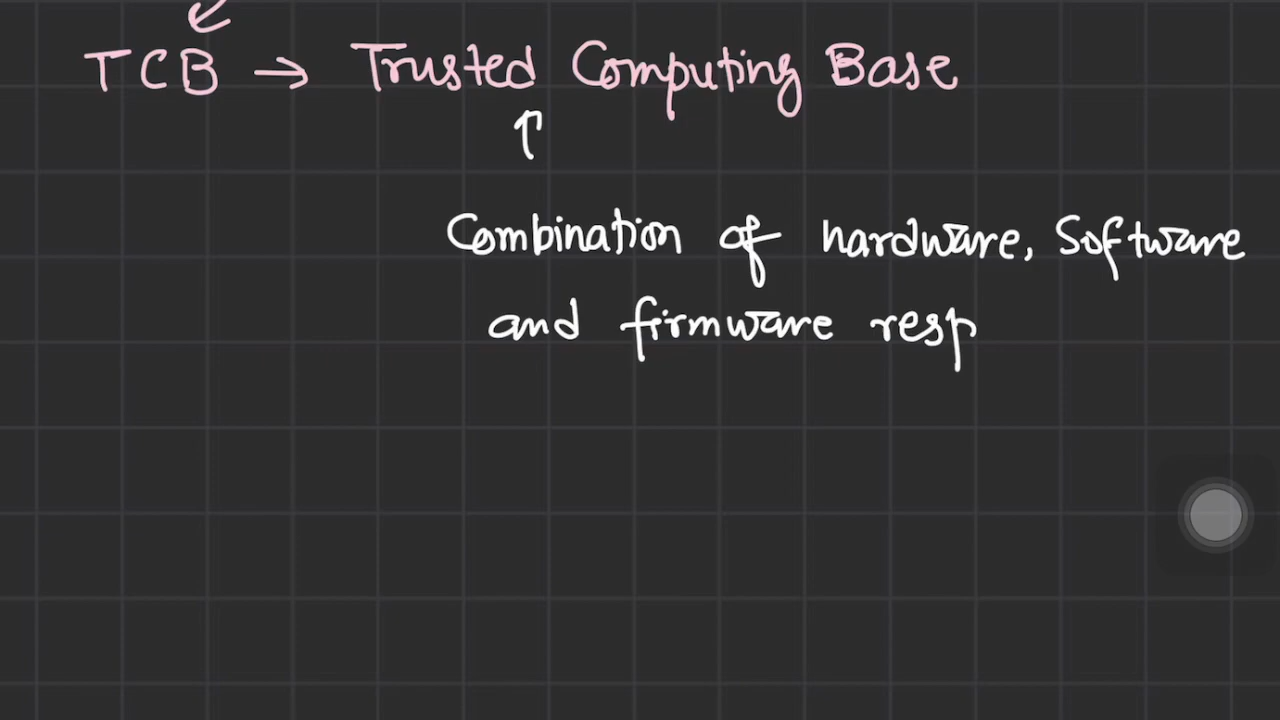 TCB → Trusted Computing Base
↑
Combination of hardware, Software
and firmware resp